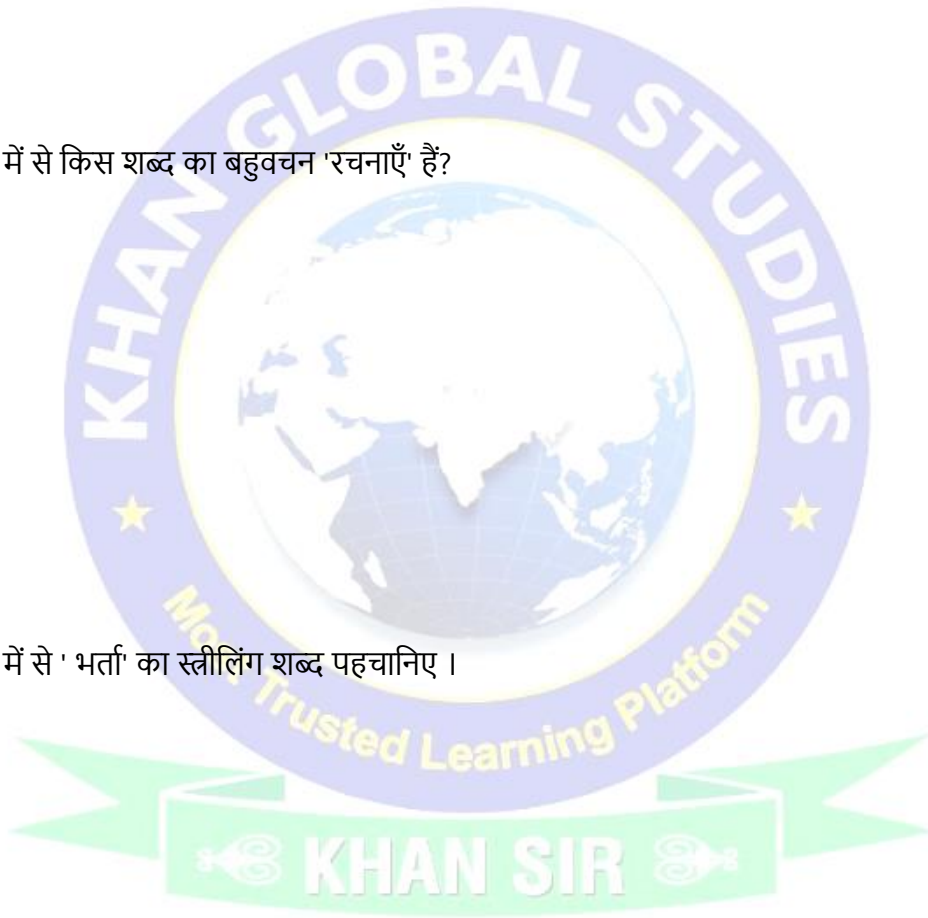 KHAN GLOBAL STUDIES
में से किस शब्द का बहुवचन 'रचनाएँ' हैं?
में से ' भर्ता' का स्त्रीलिंग शब्द पहचानिए ।
Most Trusted Learning Platform
KHAN SIR